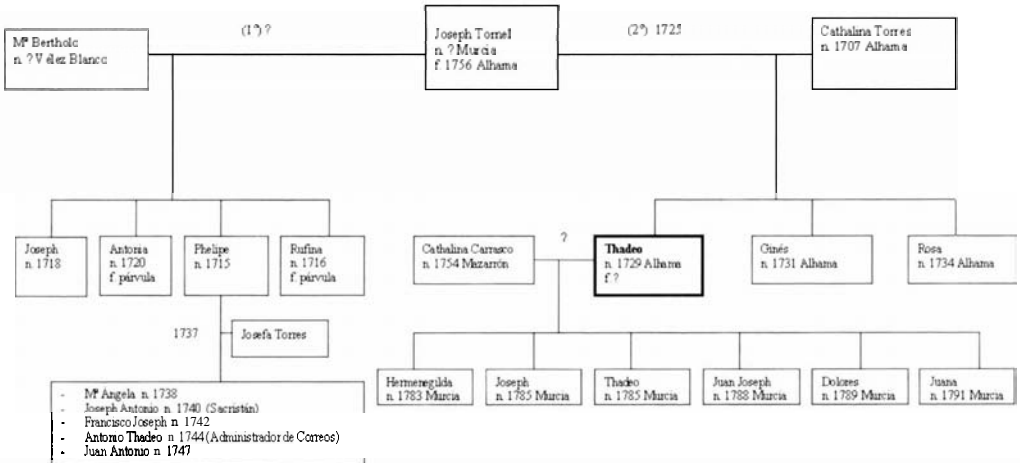 Mª Bertholo
n. ? Vélez Blanco
(1º) ?
Joseph Tornel
n. ? Murcia
f. 1756 Alhama
(2º) 1725
Cathalina Torres
n. 1707 Alhama
Joseph
n. 1718
Antonia
n. 1720
f. párvula
Phelipe
n. 1715
Rufina
n. 1716
f. párvula
Cathalina Carrasco
n. 1754 Mazarrón
?
Thadeo
n. 1729 Alhama
f. ?
Ginés
n. 1731 Alhama
Rosa
n. 1734 Alhama
1737
Josefa Torres
Hermenegilda
n. 1783 Murcia
Joseph
n. 1785 Murcia
Thadeo
n. 1785 Murcia
Juan Joseph
n. 1788 Murcia
Dolores
n. 1789 Murcia
Juana
n. 1791 Murcia
- Mª Ángela n. 1738
- Joseph Antonio n. 1740 (Sacristán)
- Francisco Joseph n. 1742
- Antonio Thadeo n. 1744 (Administrador de Correos)
- Juan Antonio n. 1747